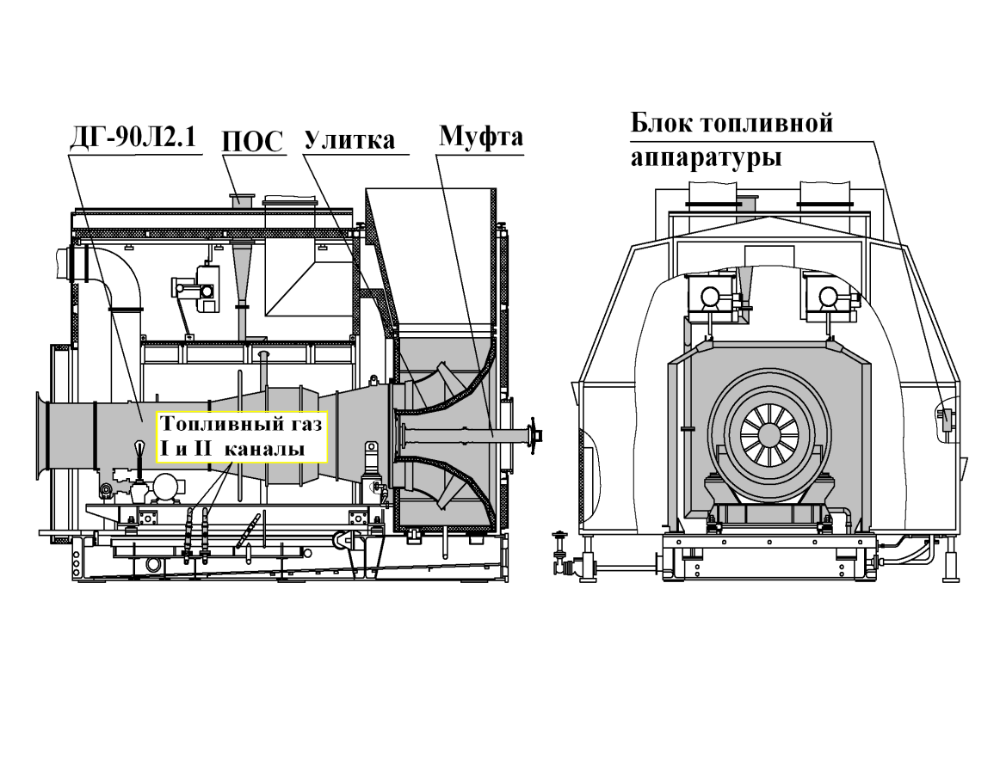 ДГ-90Л2.1
ПОС
Улитка
Муфта
Топливный газ
I и II каналы
Блок топливной
аппаратуры